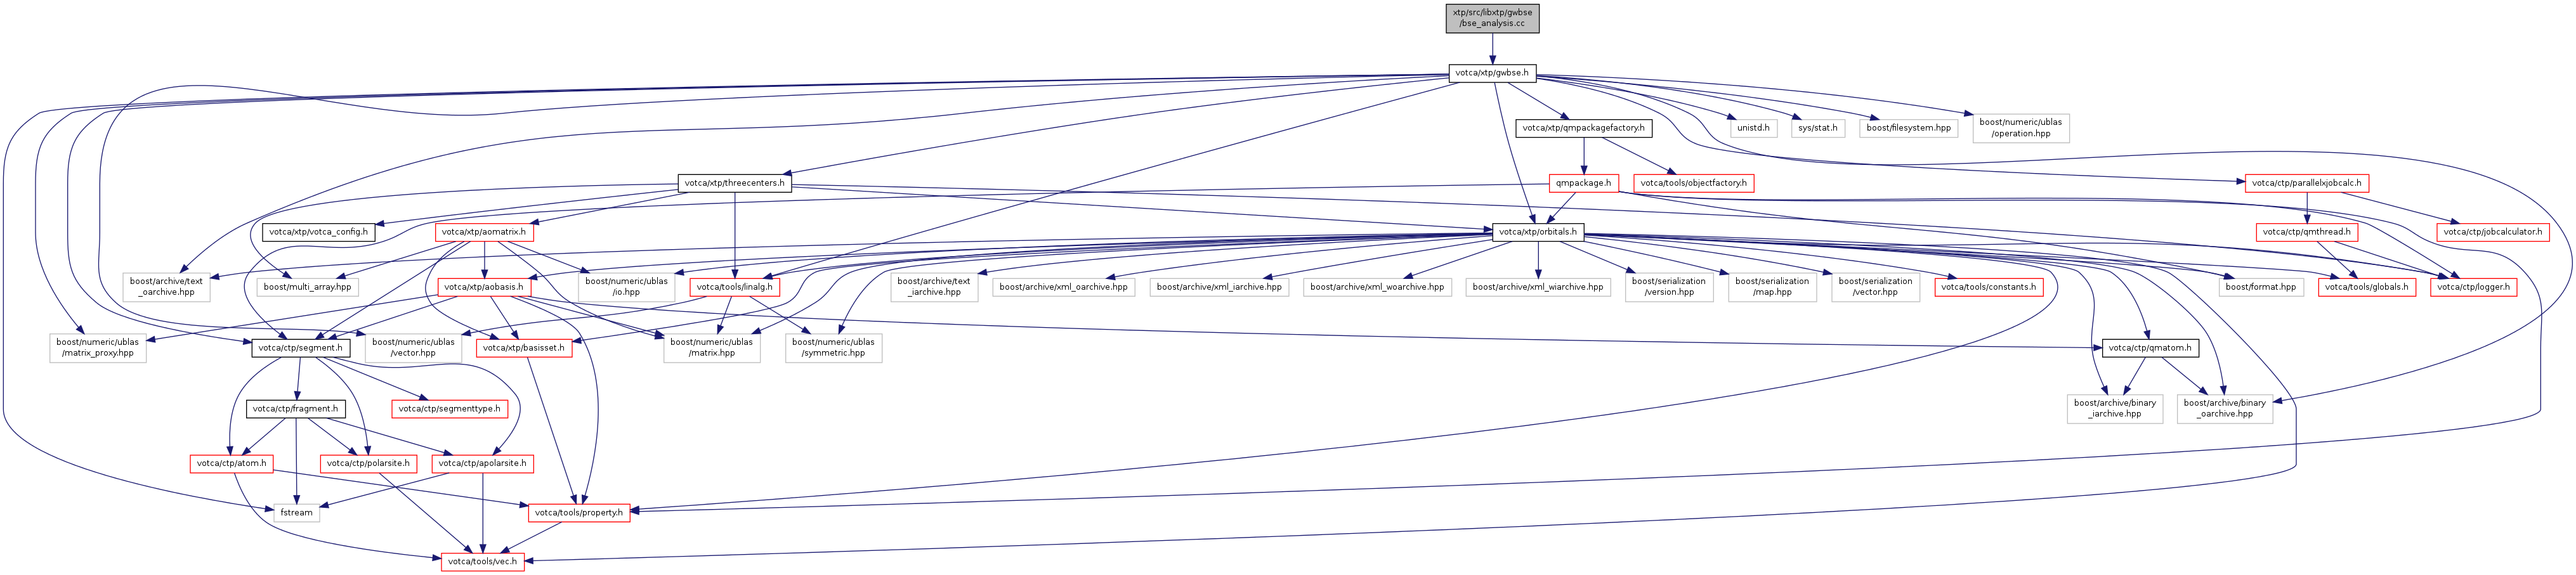 xtp/src/libxtp/gwbse
/bse_analysis.cc
votca/xtp/gwbse.h
votca/xtp/qmpackagefactory.h
unistd.h
sys/stat.h
boost/filesystem.hpp
boost/numeric/ublas
/operation.hpp
votca/xtp/threecenters.h
qmpackage.h
votca/tools/objectfactory.h
votca/ctp/parallelxjobcalc.h
votca/xtp/votca_config.h
votca/xtp/aomatrix.h
votca/xtp/orbitals.h
votca/ctp/qmthread.h
votca/ctp/jobcalculator.h
boost/archive/text
_oarchive.hpp
boost/multi_array.hpp
votca/xtp/aobasis.h
boost/numeric/ublas
/io.hpp
votca/tools/linalg.h
boost/archive/text
_iarchive.hpp
boost/archive/xml_oarchive.hpp
boost/archive/xml_iarchive.hpp
boost/archive/xml_woarchive.hpp
boost/archive/xml_wiarchive.hpp
boost/serialization
/version.hpp
boost/serialization
/map.hpp
boost/serialization
/vector.hpp
votca/tools/constants.h
boost/format.hpp
votca/tools/globals.h
votca/ctp/logger.h
boost/numeric/ublas
/matrix_proxy.hpp
votca/ctp/segment.h
boost/numeric/ublas
/vector.hpp
votca/xtp/basisset.h
boost/numeric/ublas
/matrix.hpp
boost/numeric/ublas
/symmetric.hpp
votca/ctp/qmatom.h
votca/ctp/fragment.h
votca/ctp/segmenttype.h
boost/archive/binary
_iarchive.hpp
boost/archive/binary
_oarchive.hpp
votca/ctp/atom.h
votca/ctp/polarsite.h
votca/ctp/apolarsite.h
fstream
votca/tools/property.h
votca/tools/vec.h